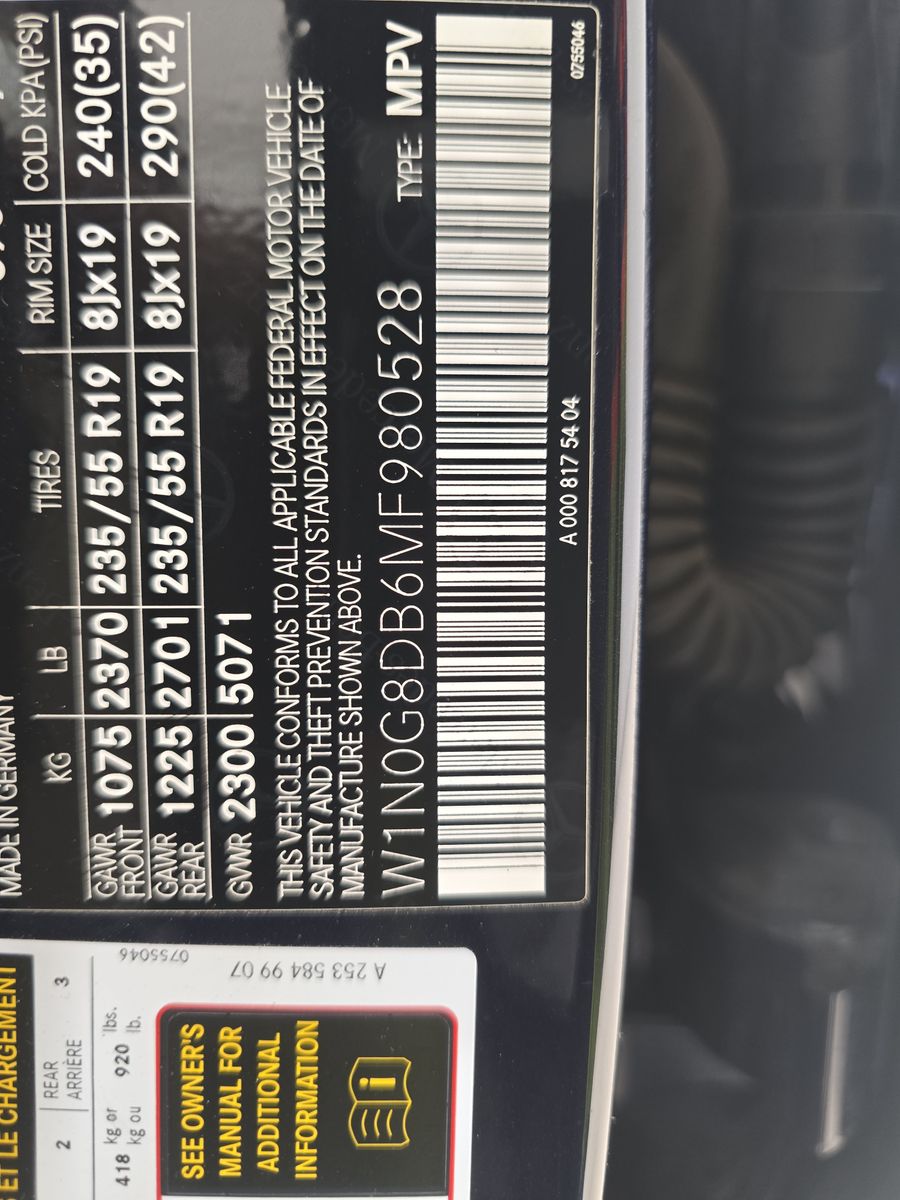 MADE IN GERMANY
KG LB TIRES RIM SIZE COLD KPA(PSI)
GAWR FRONT 1075 2370 235/55 R19 8Jx19 240(35)
GAWR REAR 1225 2701 235/55 R19 8Jx19 290(42)
GVWR 2300 5071
THIS VEHICLE CONFORMS TO ALL APPLICABLE FEDERAL MOTOR VEHICLE
SAFETY AND THEFT PREVENTION STANDARDS IN EFFECT ON THE DATE OF
MANUFACTURE SHOWN ABOVE.
W1N0G8DB6MF980528 TYPE: MPV
A 000 817 54 04
0755046
ET LE CHARGEMENT
2 REAR 3
ARRIÈRE
418 kg or 920 lbs.
kg ou lb.
0755046
A 253 584 99 07
SEE OWNER'S
MANUAL FOR
ADDITIONAL
INFORMATION